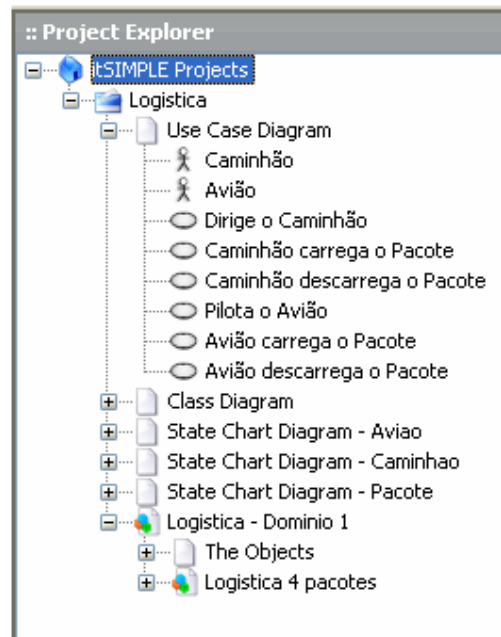 :: Project Explorer
itSIMPLE Projects
Logistica
Use Case Diagram
Caminhão
Avião
Dirige o Caminhão
Caminhão carrega o Pacote
Caminhão descarrega o Pacote
Pilota o Avião
Avião carrega o Pacote
Avião descarrega o Pacote
Class Diagram
State Chart Diagram - Aviao
State Chart Diagram - Caminhao
State Chart Diagram - Pacote
Logistica - Dominio 1
The Objects
Logistica 4 pacotes